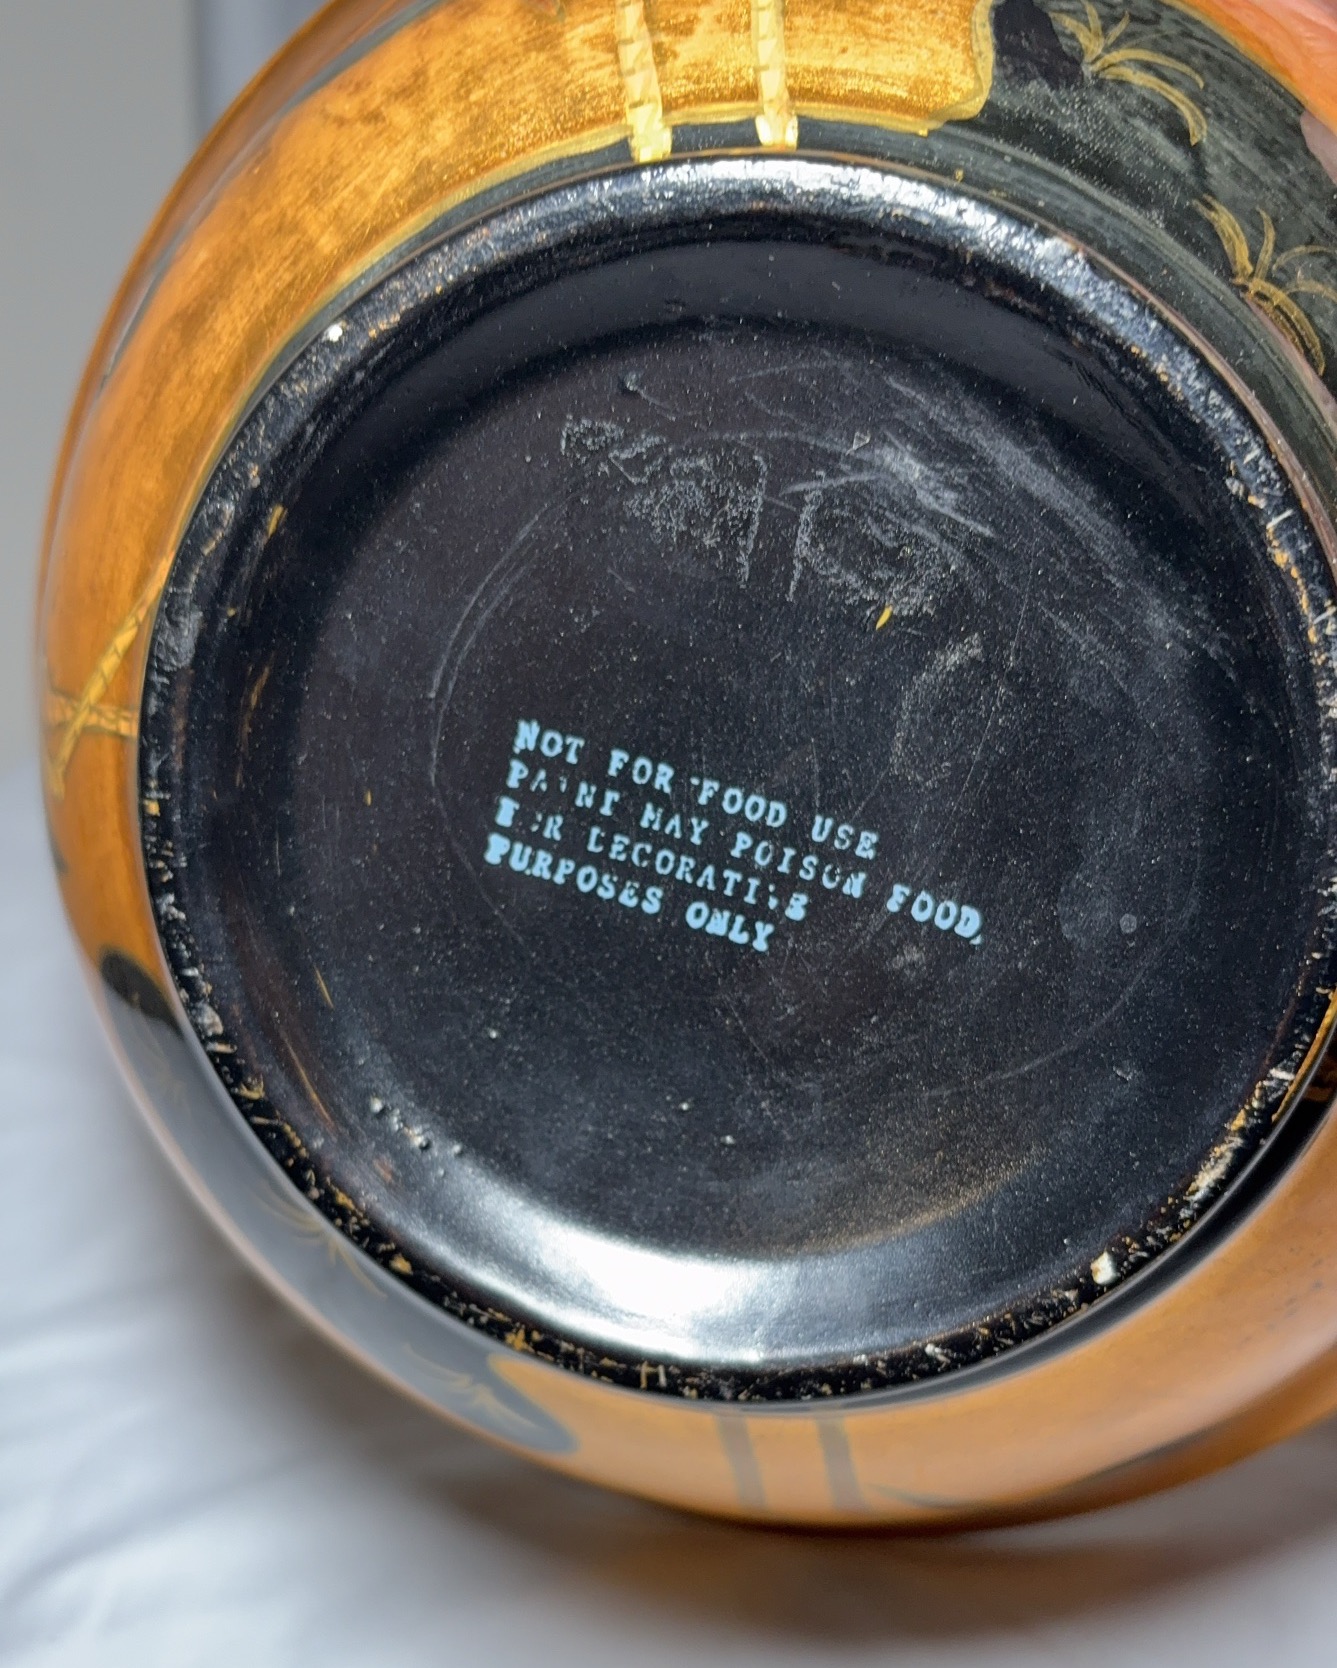 NOT FOR FOOD USE
PAINT MAY POISON FOOD.
FOR DECORATIVE
PURPOSES ONLY